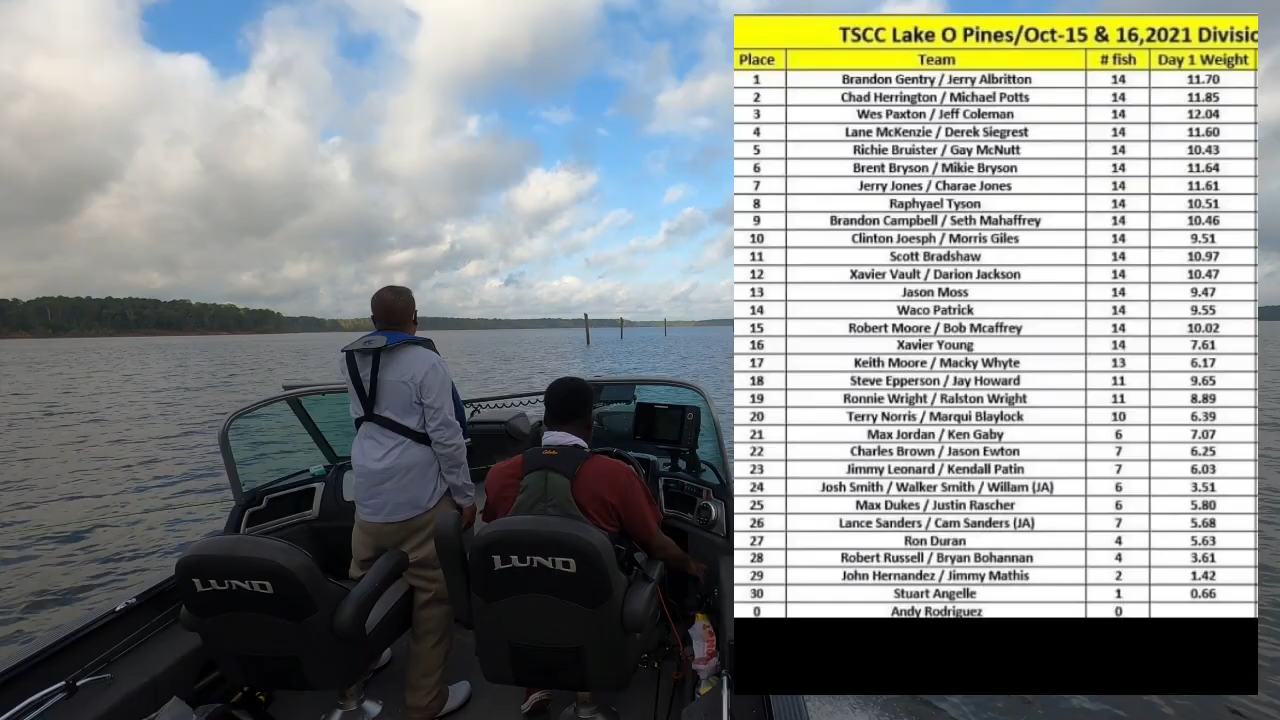 TSCC Lake O Pines/Oct-15 & 16,2021 Divisio
Place Team # fish Day 1 Weight
1 Brandon Gentry / Jerry Albritton 14 11.70
2 Chad Herrington / Michael Potts 14 11.85
3 Wes Paxton / Jeff Coleman 14 12.04
4 Lane McKenzie / Derek Siegrest 14 11.60
5 Richie Bruister / Gay McNutt 14 10.43
6 Brent Bryson / Mikie Bryson 14 11.64
7 Jerry Jones / Charae Jones 14 11.61
8 Raphyael Tyson 14 10.51
9 Brandon Campbell / Seth Mahaffrey 14 10.46
10 Clinton Joesph / Morris Giles 14 9.51
11 Scott Bradshaw 14 10.97
12 Xavier Vault / Darion Jackson 14 10.47
13 Jason Moss 14 9.47
14 Waco Patrick 14 9.55
15 Robert Moore / Bob Mcaffrey 14 10.02
16 Xavier Young 14 7.61
17 Keith Moore / Macky Whyte 13 6.17
18 Steve Epperson / Jay Howard 11 9.65
19 Ronnie Wright / Ralston Wright 11 8.89
20 Terry Norris / Marqui Blaylock 10 6.39
21 Max Jordan / Ken Gaby 6 7.07
22 Charles Brown / Jason Ewton 7 6.25
23 Jimmy Leonard / Kendall Patin 7 6.03
24 Josh Smith / Walker Smith / Willam (JA) 6 3.51
25 Max Dukes / Justin Rascher 6 5.80
26 Lance Sanders / Cam Sanders (JA) 7 5.68
27 Ron Duran 4 5.63
28 Robert Russell / Bryan Bohannan 4 3.61
29 John Hernandez / Jimmy Mathis 2 1.42
30 Stuart Angelle 1 0.66
0 Andy Rodriguez 0
LUND
LUND